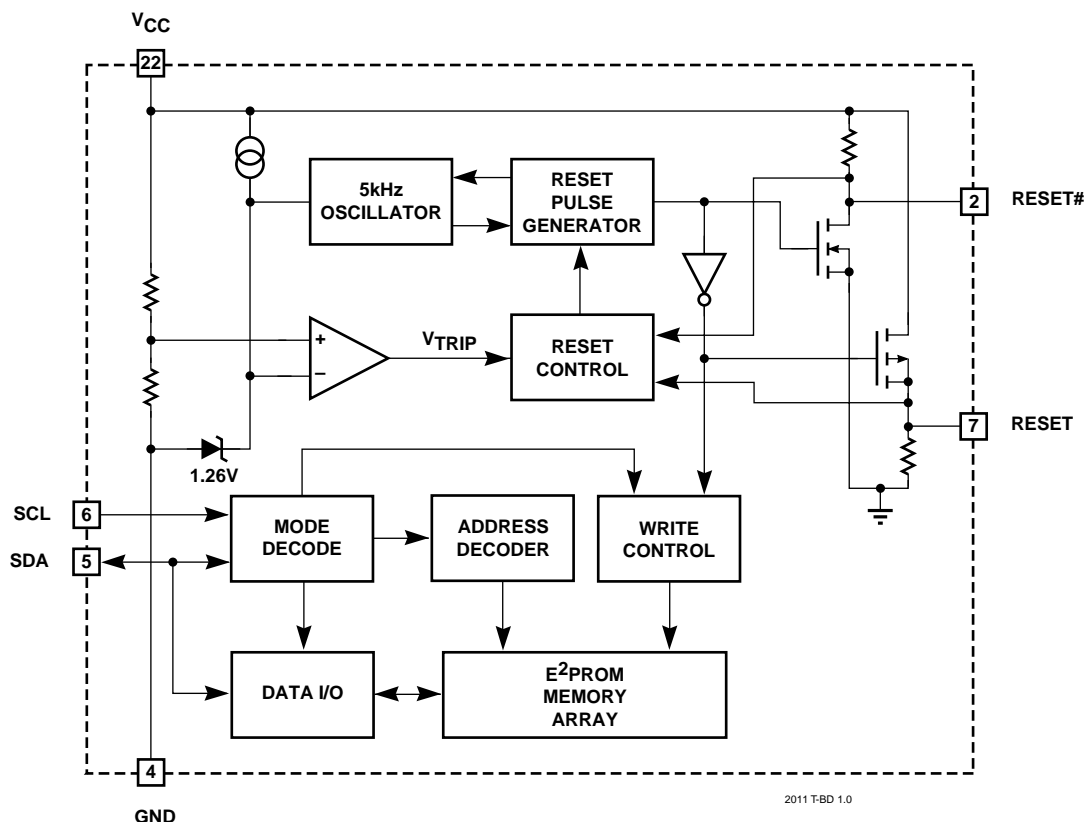 VCC
22
5kHz
OSCILLATOR
RESET
PULSE
GENERATOR
2
RESET#
+
–
VTRIP
RESET
CONTROL
7
RESET
1.26V
SCL
6
SDA
5
MODE
DECODE
ADDRESS
DECODER
WRITE
CONTROL
DATA I/O
E2PROM
MEMORY
ARRAY
4
GND
2011 T-BD 1.0